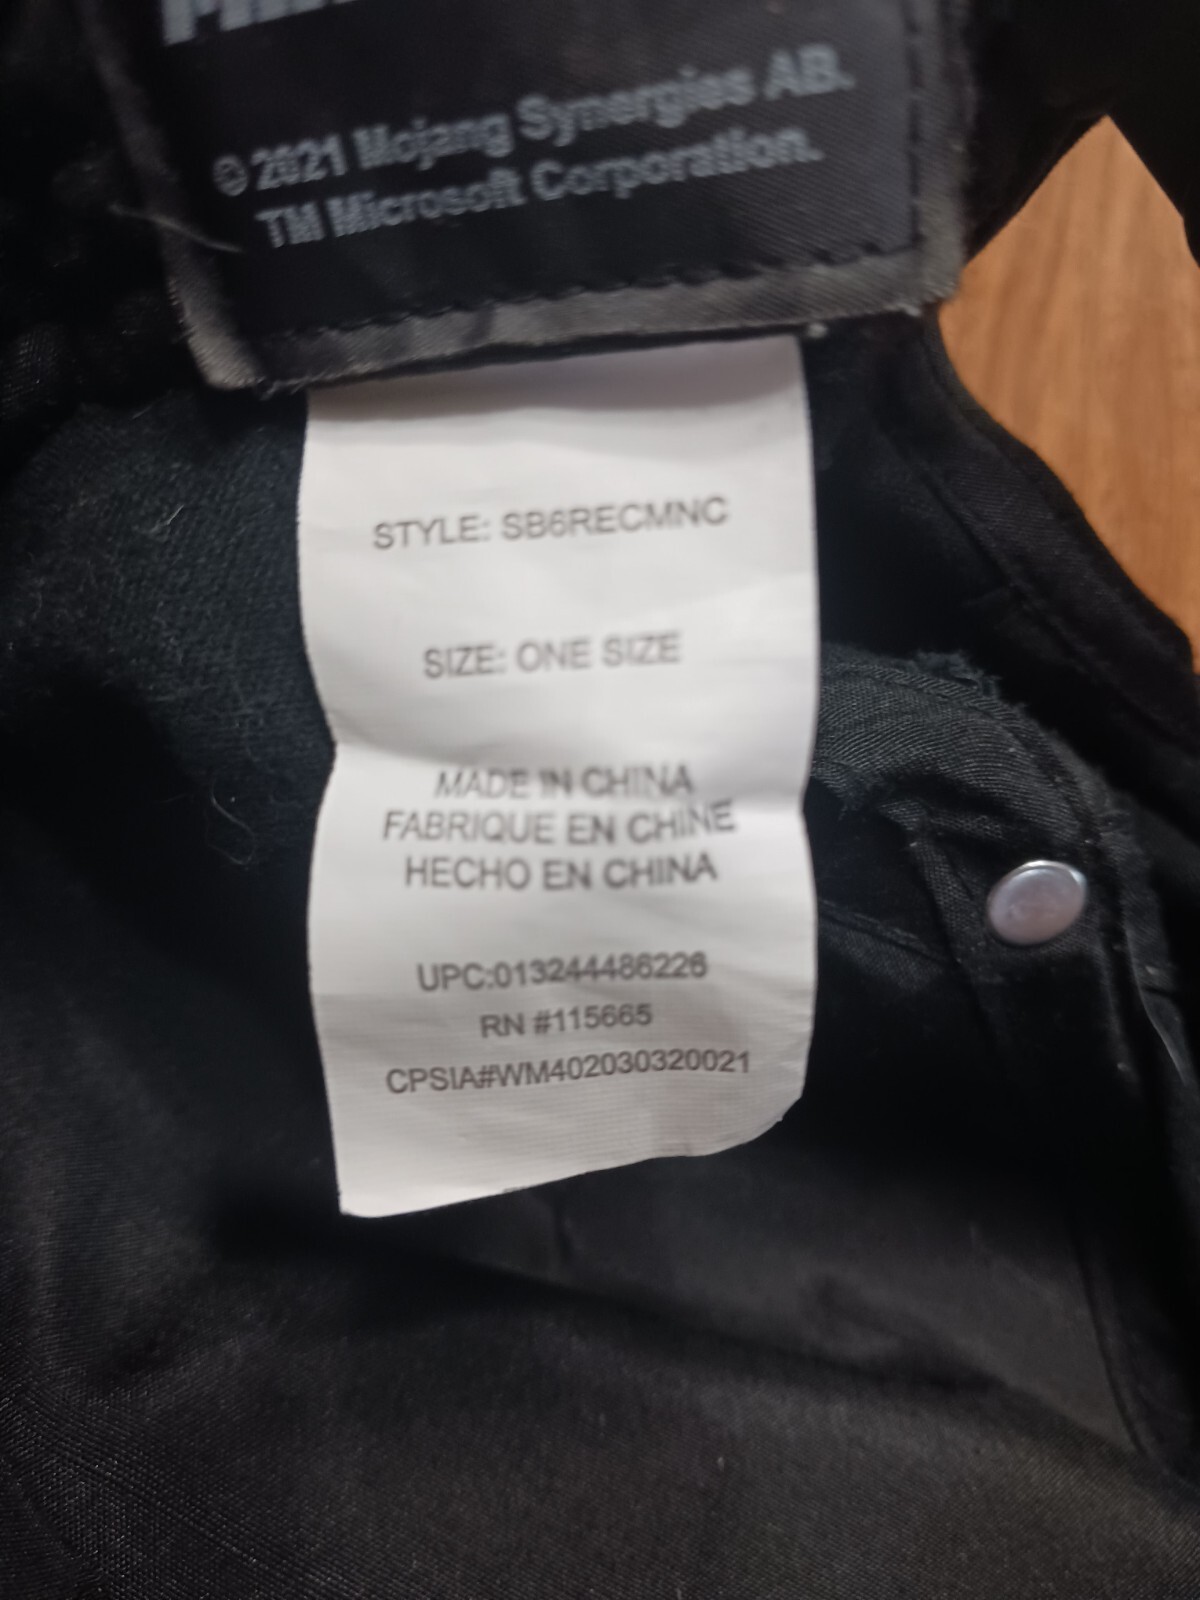 © 2021 Mojang Synergies AB.
TM Microsoft Corporation.
STYLE: SB6RECMNC
SIZE: ONE SIZE
MADE IN CHINA
FABRIQUE EN CHINE
HECHO EN CHINA
UPC:013244486226
RN #115665
CPSIA#WM402030320021